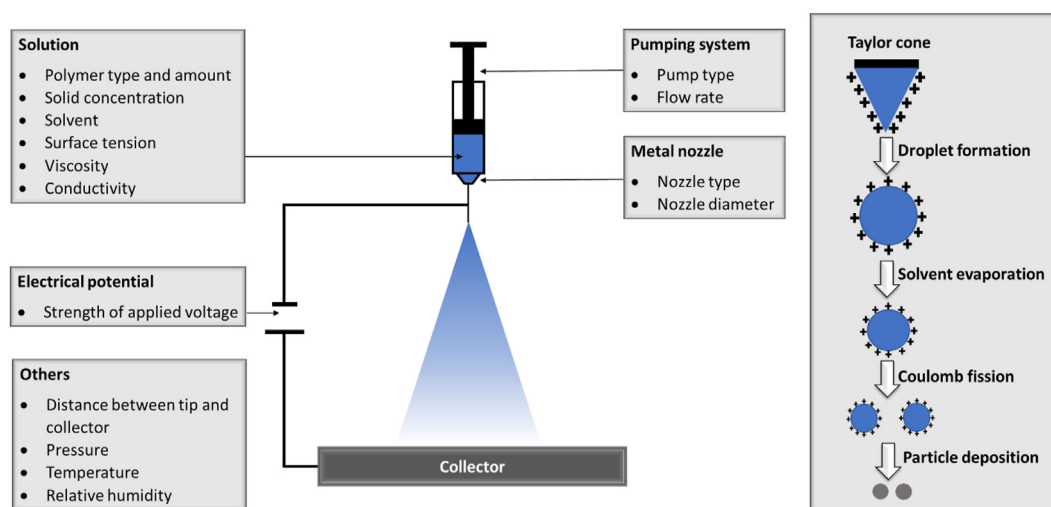 Solution
• Polymer type and amount
• Solid concentration
• Solvent
• Surface tension
• Viscosity
• Conductivity
Electrical potential
• Strength of applied voltage
Others
• Distance between tip and
collector
• Pressure
• Temperature
• Relative humidity
Pumping system
• Pump type
• Flow rate
Metal nozzle
• Nozzle type
• Nozzle diameter
Collector
Taylor cone
Droplet formation
Solvent evaporation
Coulomb fission
Particle deposition